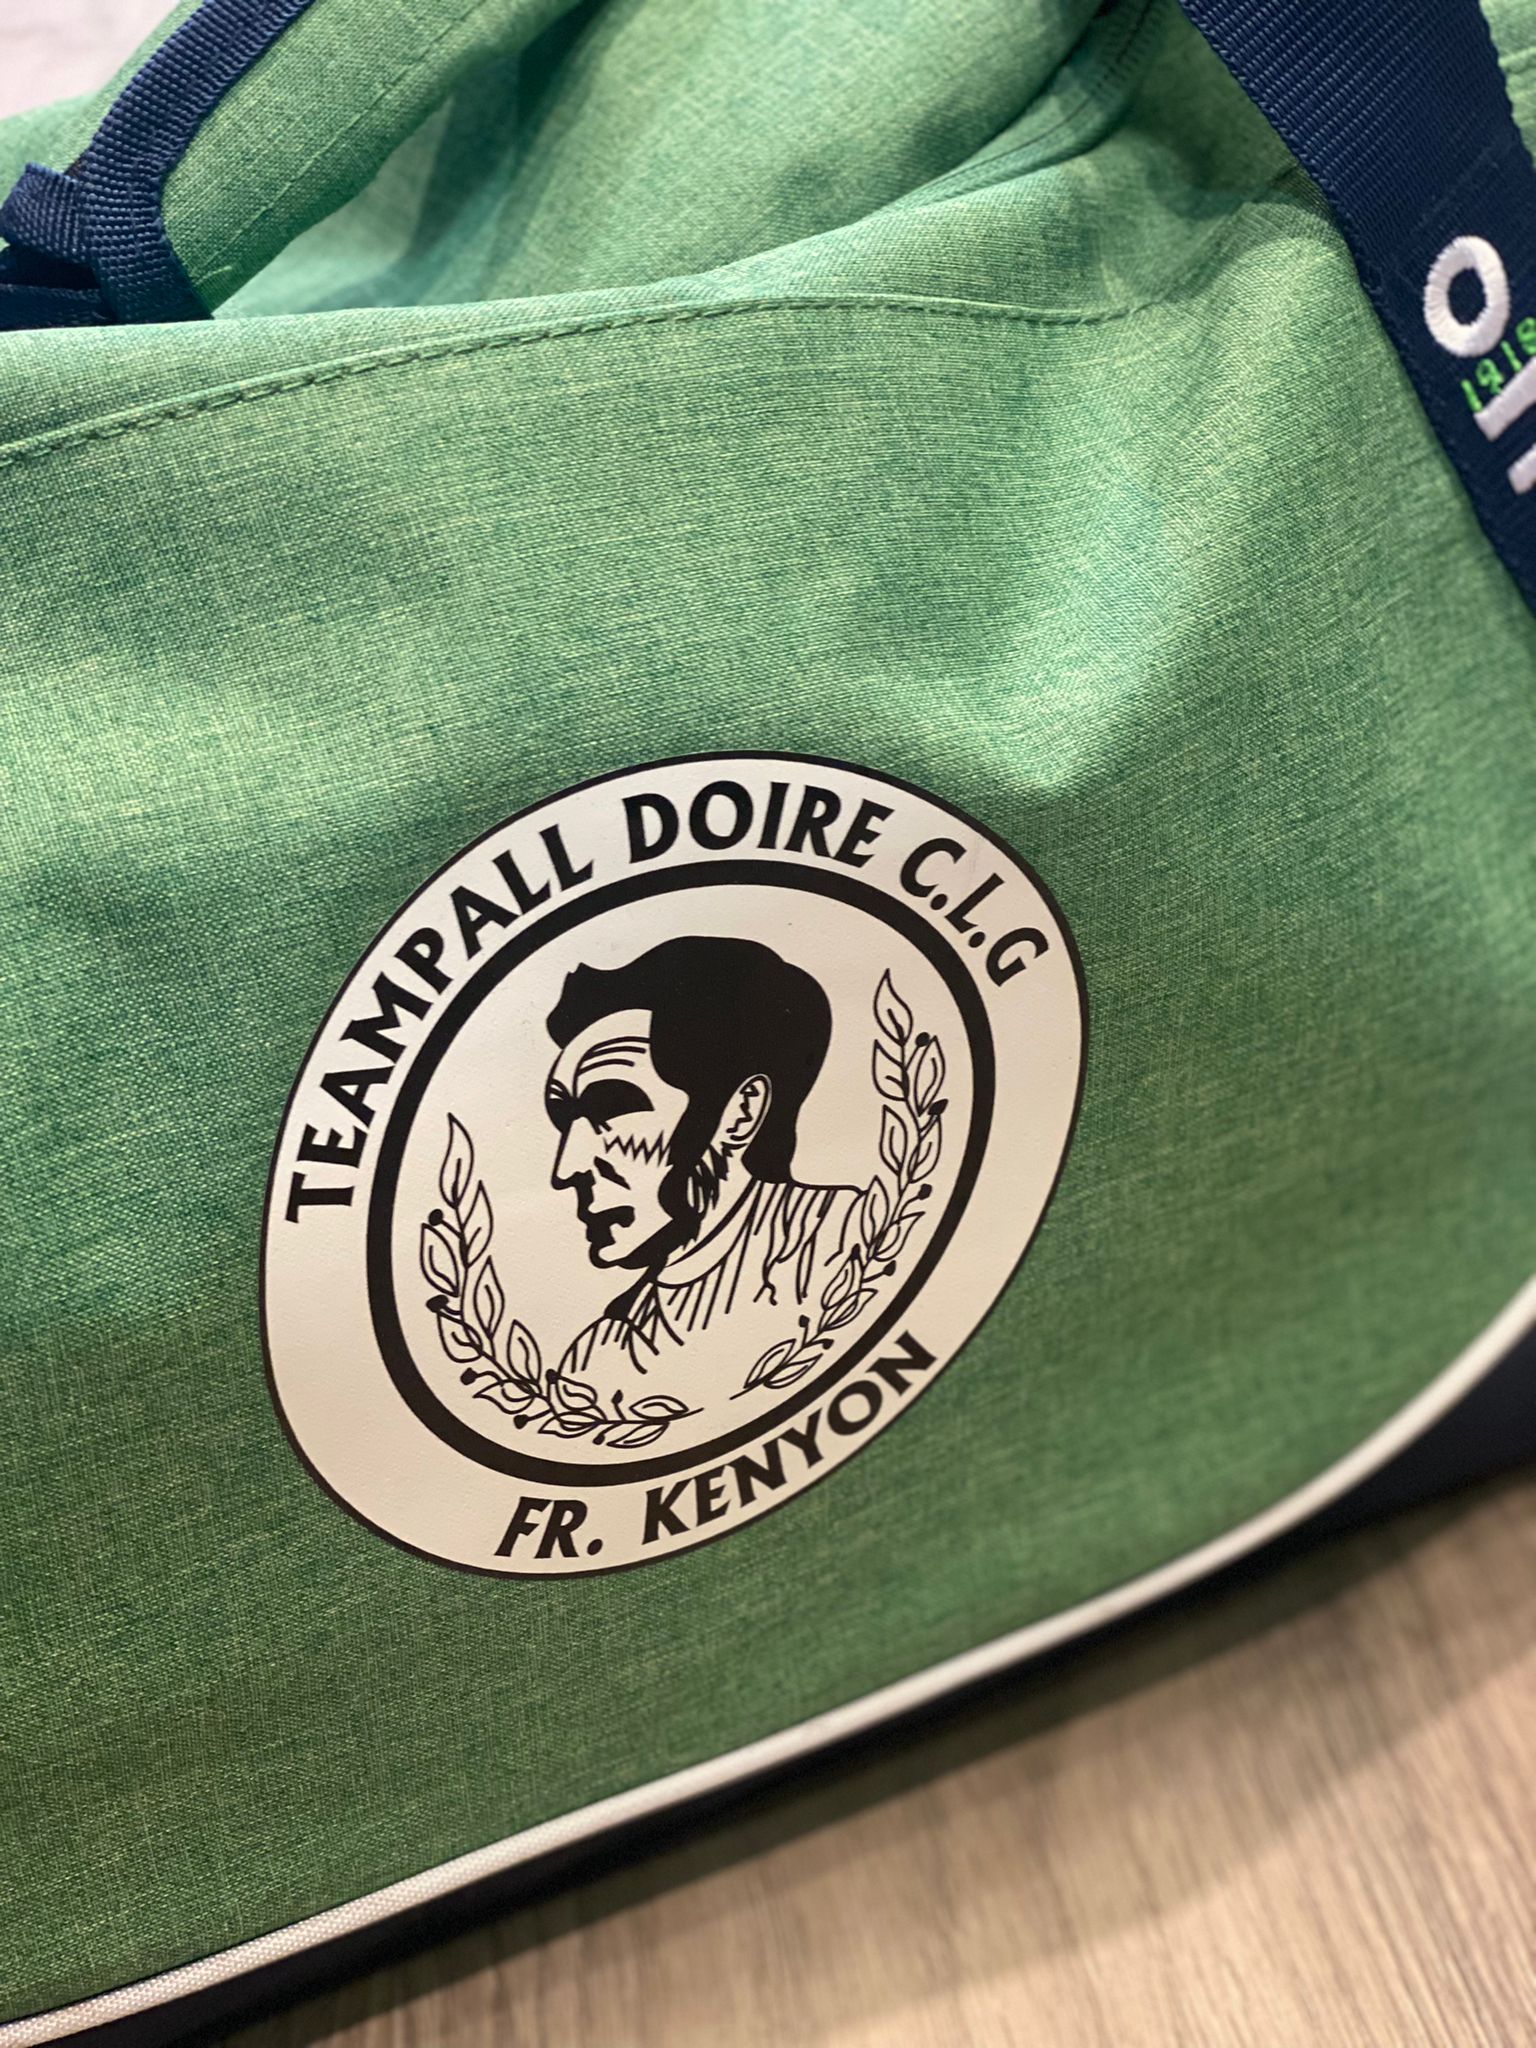 TEAMPALL DOIRE C.L.G
FR. KENYON
O
1918